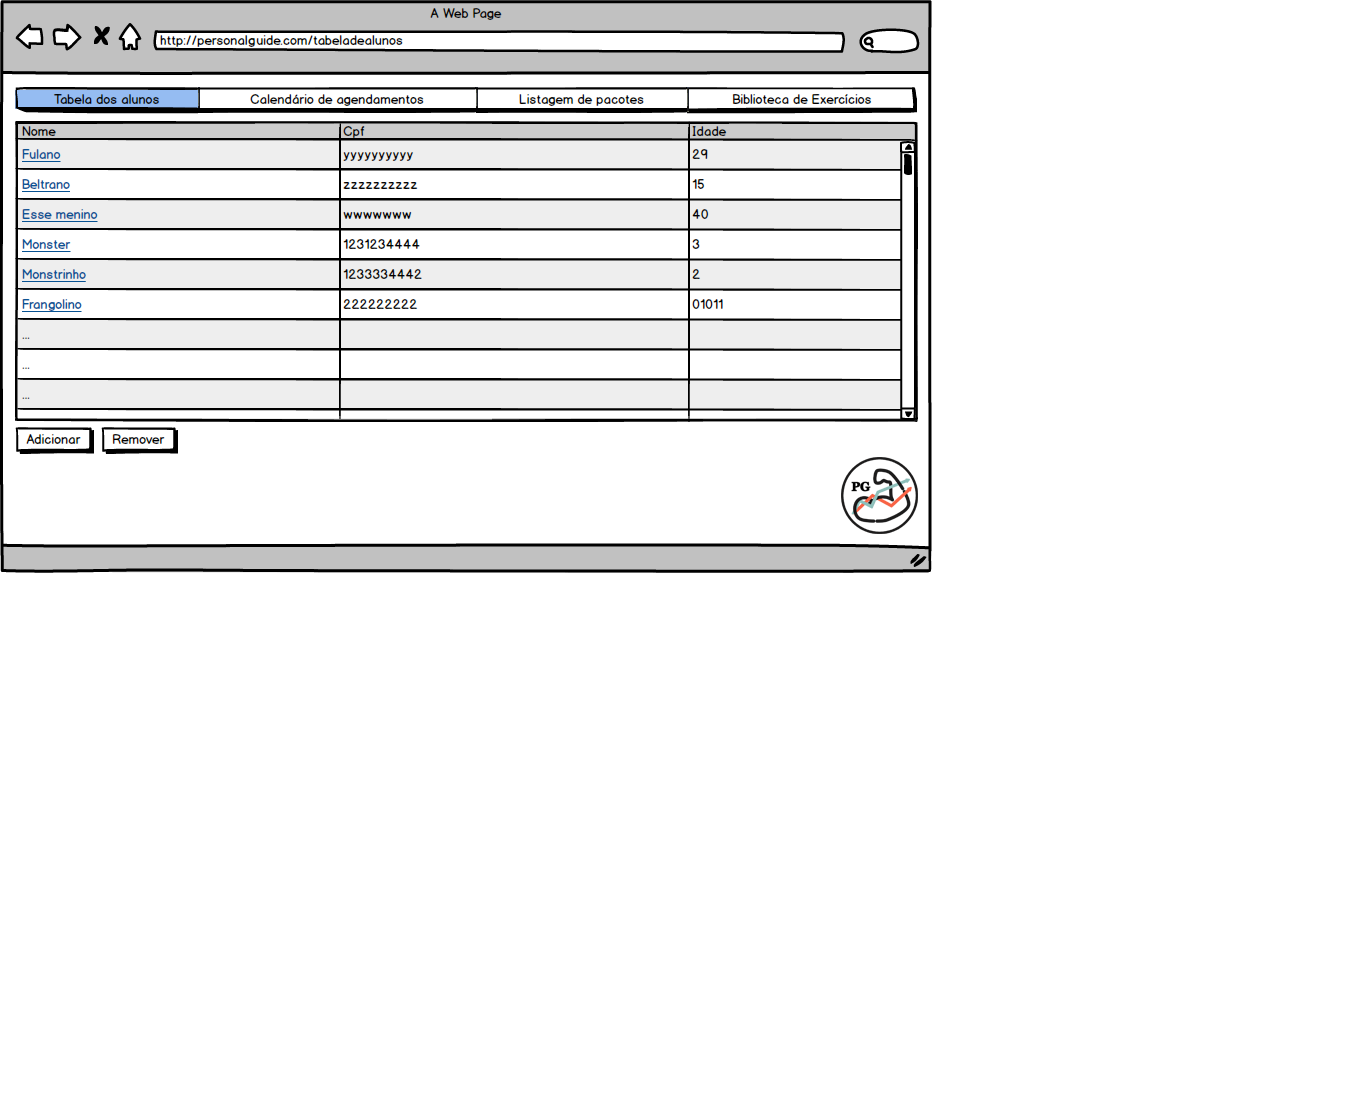 A Web Page
http://personalguide.com/tabeladealunos
Tabela dos alunos Calendário de agendamentos Listagem de pacotes Biblioteca de Exercícios
Nome Cpf Idade
Fulano yyyyyyyyyy 29
Beltrano zzzzzzzzzz 15
Esse menino wwwwwww 40
Monster 1231234444 3
Monstrinho 1233334442 2
Frangolino 222222222 01011
...
...
...
Adicionar Remover
PG